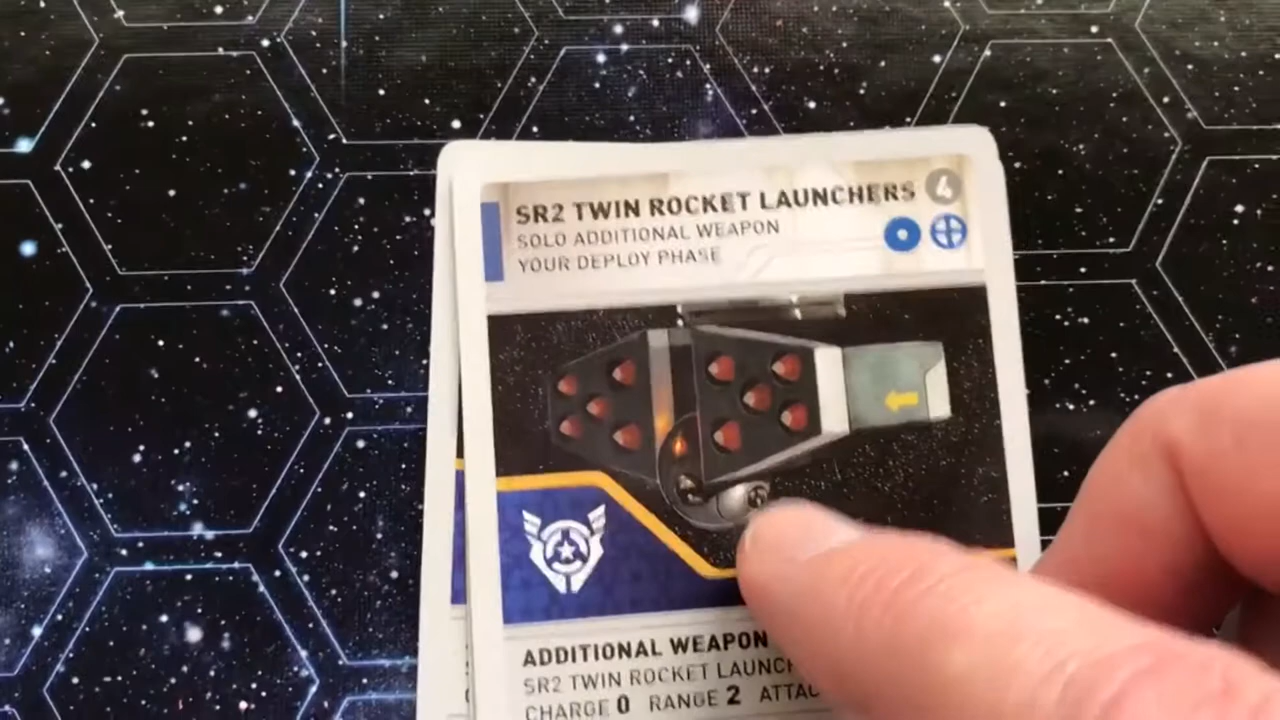 SR2 TWIN ROCKET LAUNCHERS 4
SOLO ADDITIONAL WEAPON
YOUR DEPLOY PHASE
ADDITIONAL WEAPON
SR2 TWIN ROCKET
CHARGE 0 RANGE 2